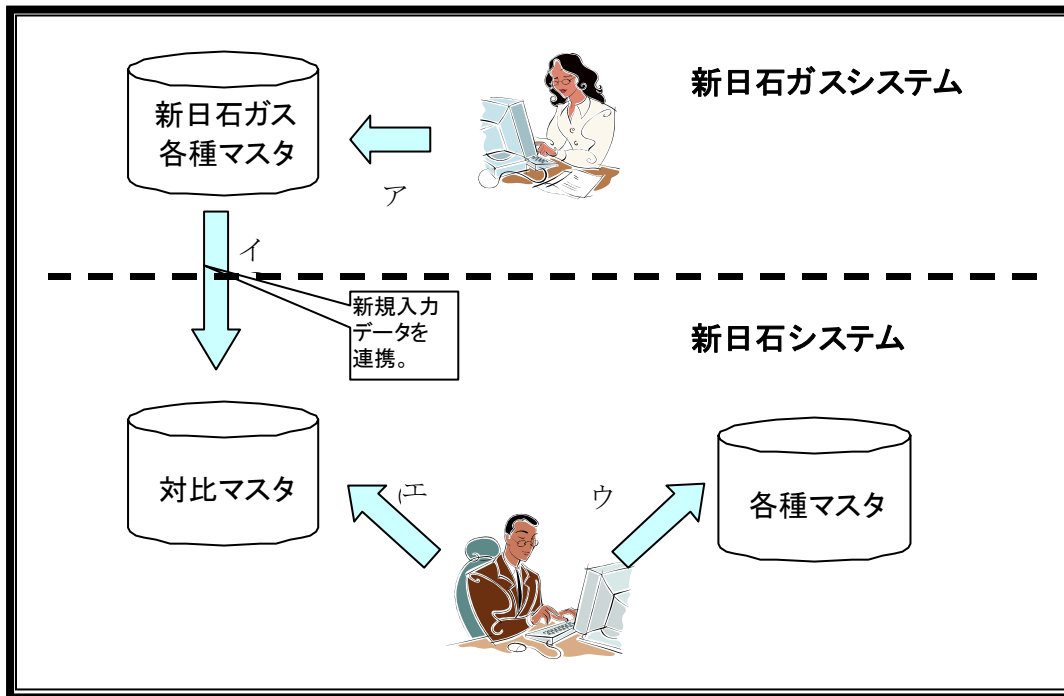 新日石ガスシステム
新日石ガス
各種マスタ
ア
イ
新規入力
データを
連携。
新日石システム
対比マスタ
(エ
ウ
各種マスタ